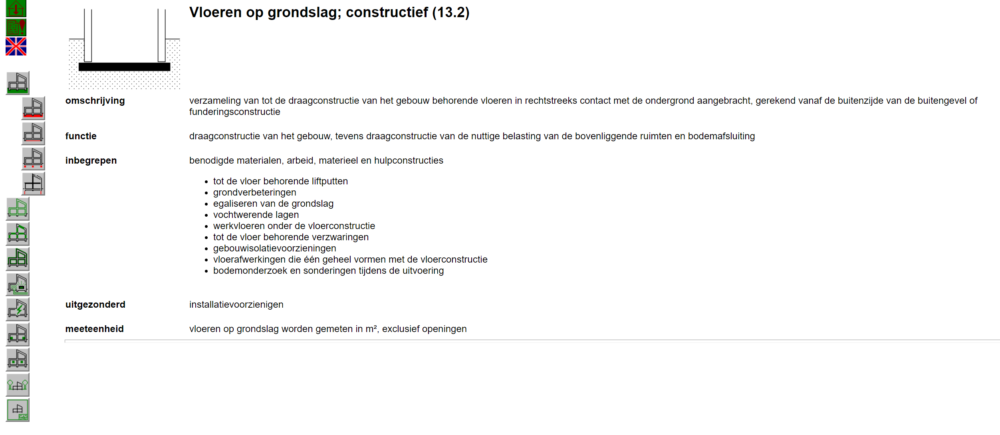 Vloeren op grondslag; constructief (13.2)
omschrijving
verzameling van tot de draagconstructie van het gebouw behorende vloeren in rechtstreeks contact met de ondergrond aangebracht, gerekend vanaf de buitenzijde van de buitengevel of
funderingsconstructie
functie
draagconstructie van het gebouw, tevens draagconstructie van de nuttige belasting van de bovenliggende ruimten en bodemafsluiting
inbegrepen
benodigde materialen, arbeid, materieel en hulpconstructies
• tot de vloer behorende liftputten
• grondverbeteringen
• egaliseren van de grondslag
• vochtwerende lagen
• werkvloeren onder de vloerconstructie
• tot de vloer behorende verzwaringen
• gebouwisolatievoorzieningen
• vloerafwerkingen die één geheel vormen met de vloerconstructie
• bodemonderzoek en sonderingen tijdens de uitvoering
uitgezonderd
installatievoorzienigen
meeteenheid
vloeren op grondslag worden gemeten in m², exclusief openingen